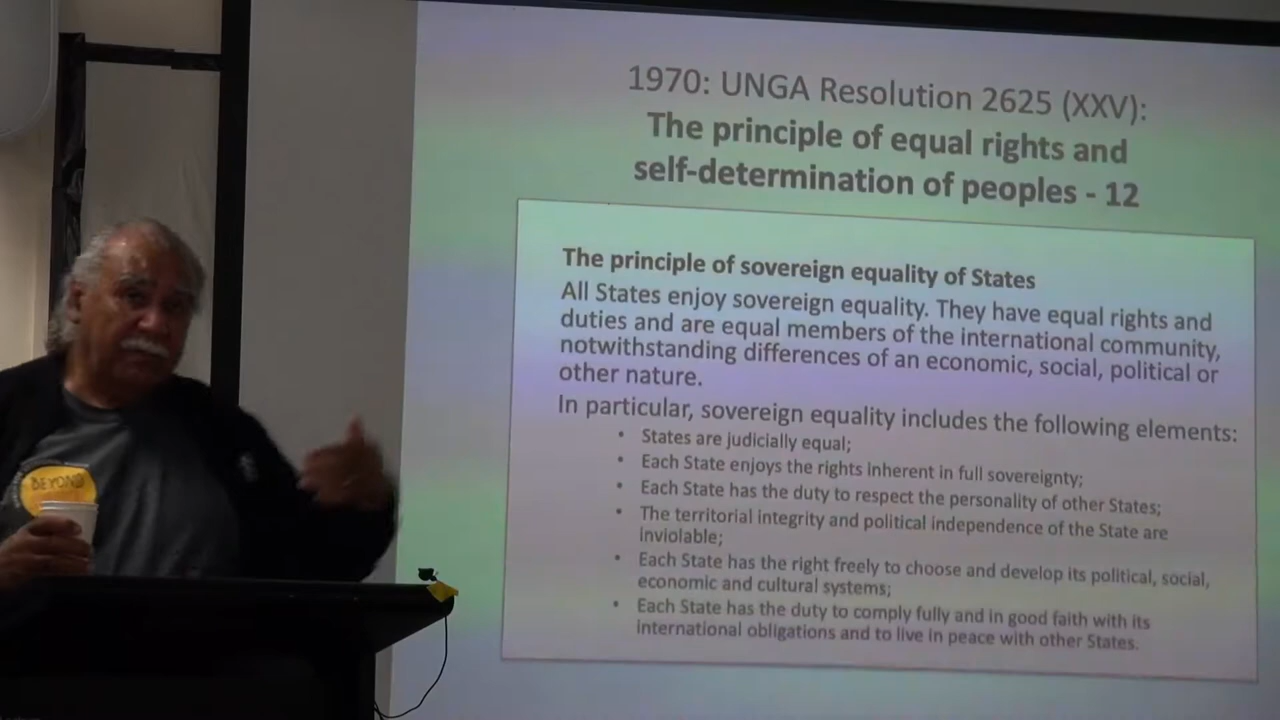 1970: UNGA Resolution 2625 (XXV):
The principle of equal rights and
self-determination of peoples - 12
The principle of sovereign equality of States
All States enjoy sovereign equality. They have equal rights and
duties and are equal members of the international community,
notwithstanding differences of an economic, social, political or
other nature.
In particular, sovereign equality includes the following elements:
• States are judicially equal;
• Each State enjoys the rights inherent in full sovereignty;
• Each State has the duty to respect the personality of other States;
• The territorial integrity and political independence of the State are
inviolable;
• Each State has the right freely to choose and develop its political, social,
economic and cultural systems;
• Each State has the duty to comply fully and in good faith with its
international obligations and to live in peace with other States.
BEYOND